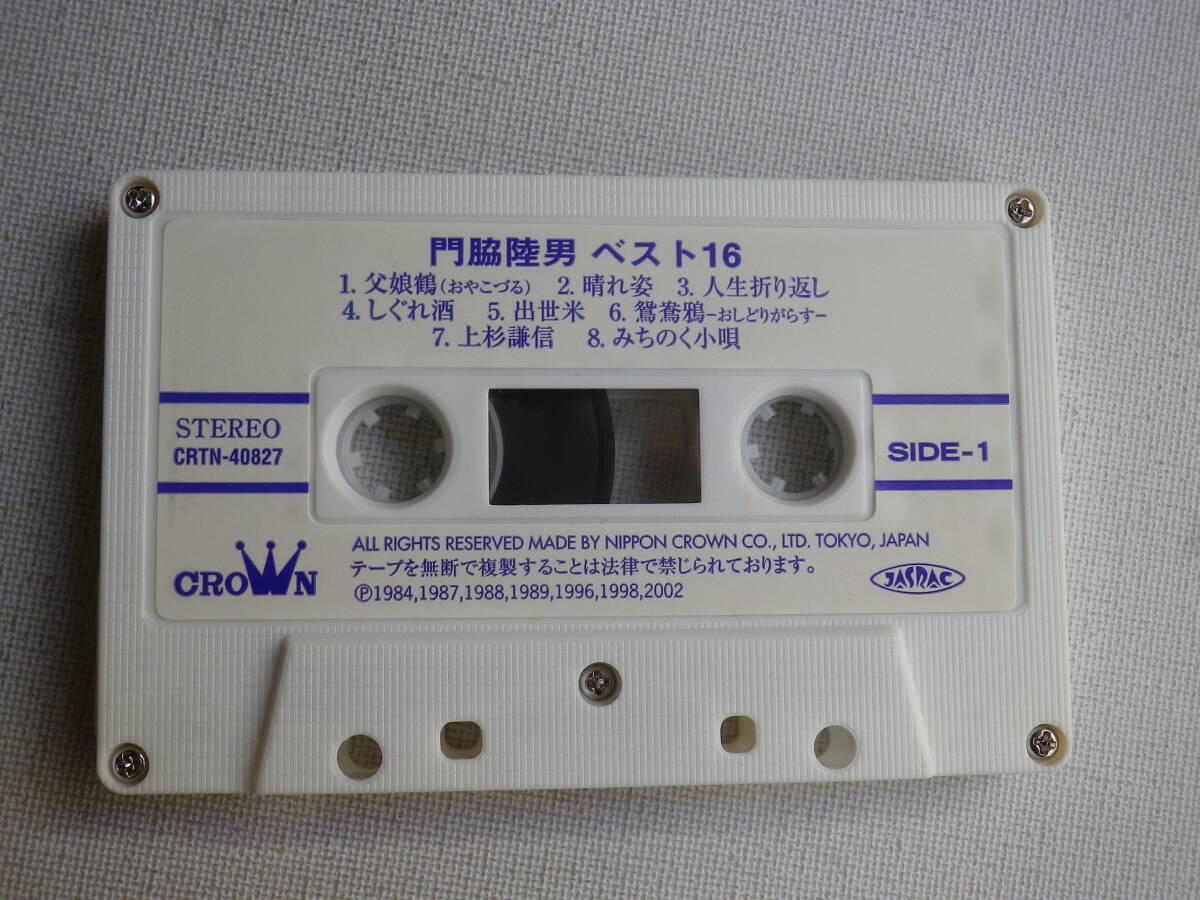 門脇陸男 ベスト16
1. 父娘鶴(おやこづる) 2. 晴れ姿 3. 人生折り返し
4. しぐれ酒 5. 出世米 6. 鴛鴦鴉−おしどりがらす−
7. 上杉謙信 8. みちのく小唄
STEREO
CRTN-40827
SIDE-1
CROWN
ALL RIGHTS RESERVED MADE BY NIPPON CROWN CO., LTD. TOKYO, JAPAN
テープを無断で複製することは法律で禁じられております。
Ⓟ1984,1987,1988,1989,1996,1998,2002
JASRAC